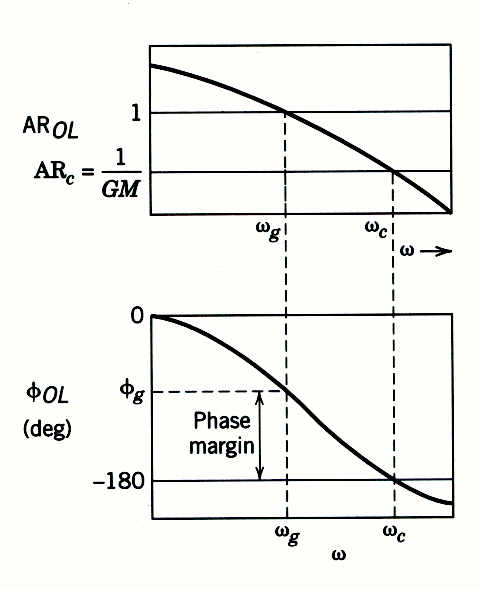 1
AR_OL
AR_c = 1/GM
ω_g
ω_c
ω →
0
ϕ_OL
(deg)
ϕ_g
Phase
margin
−180
ω_g
ω_c
ω